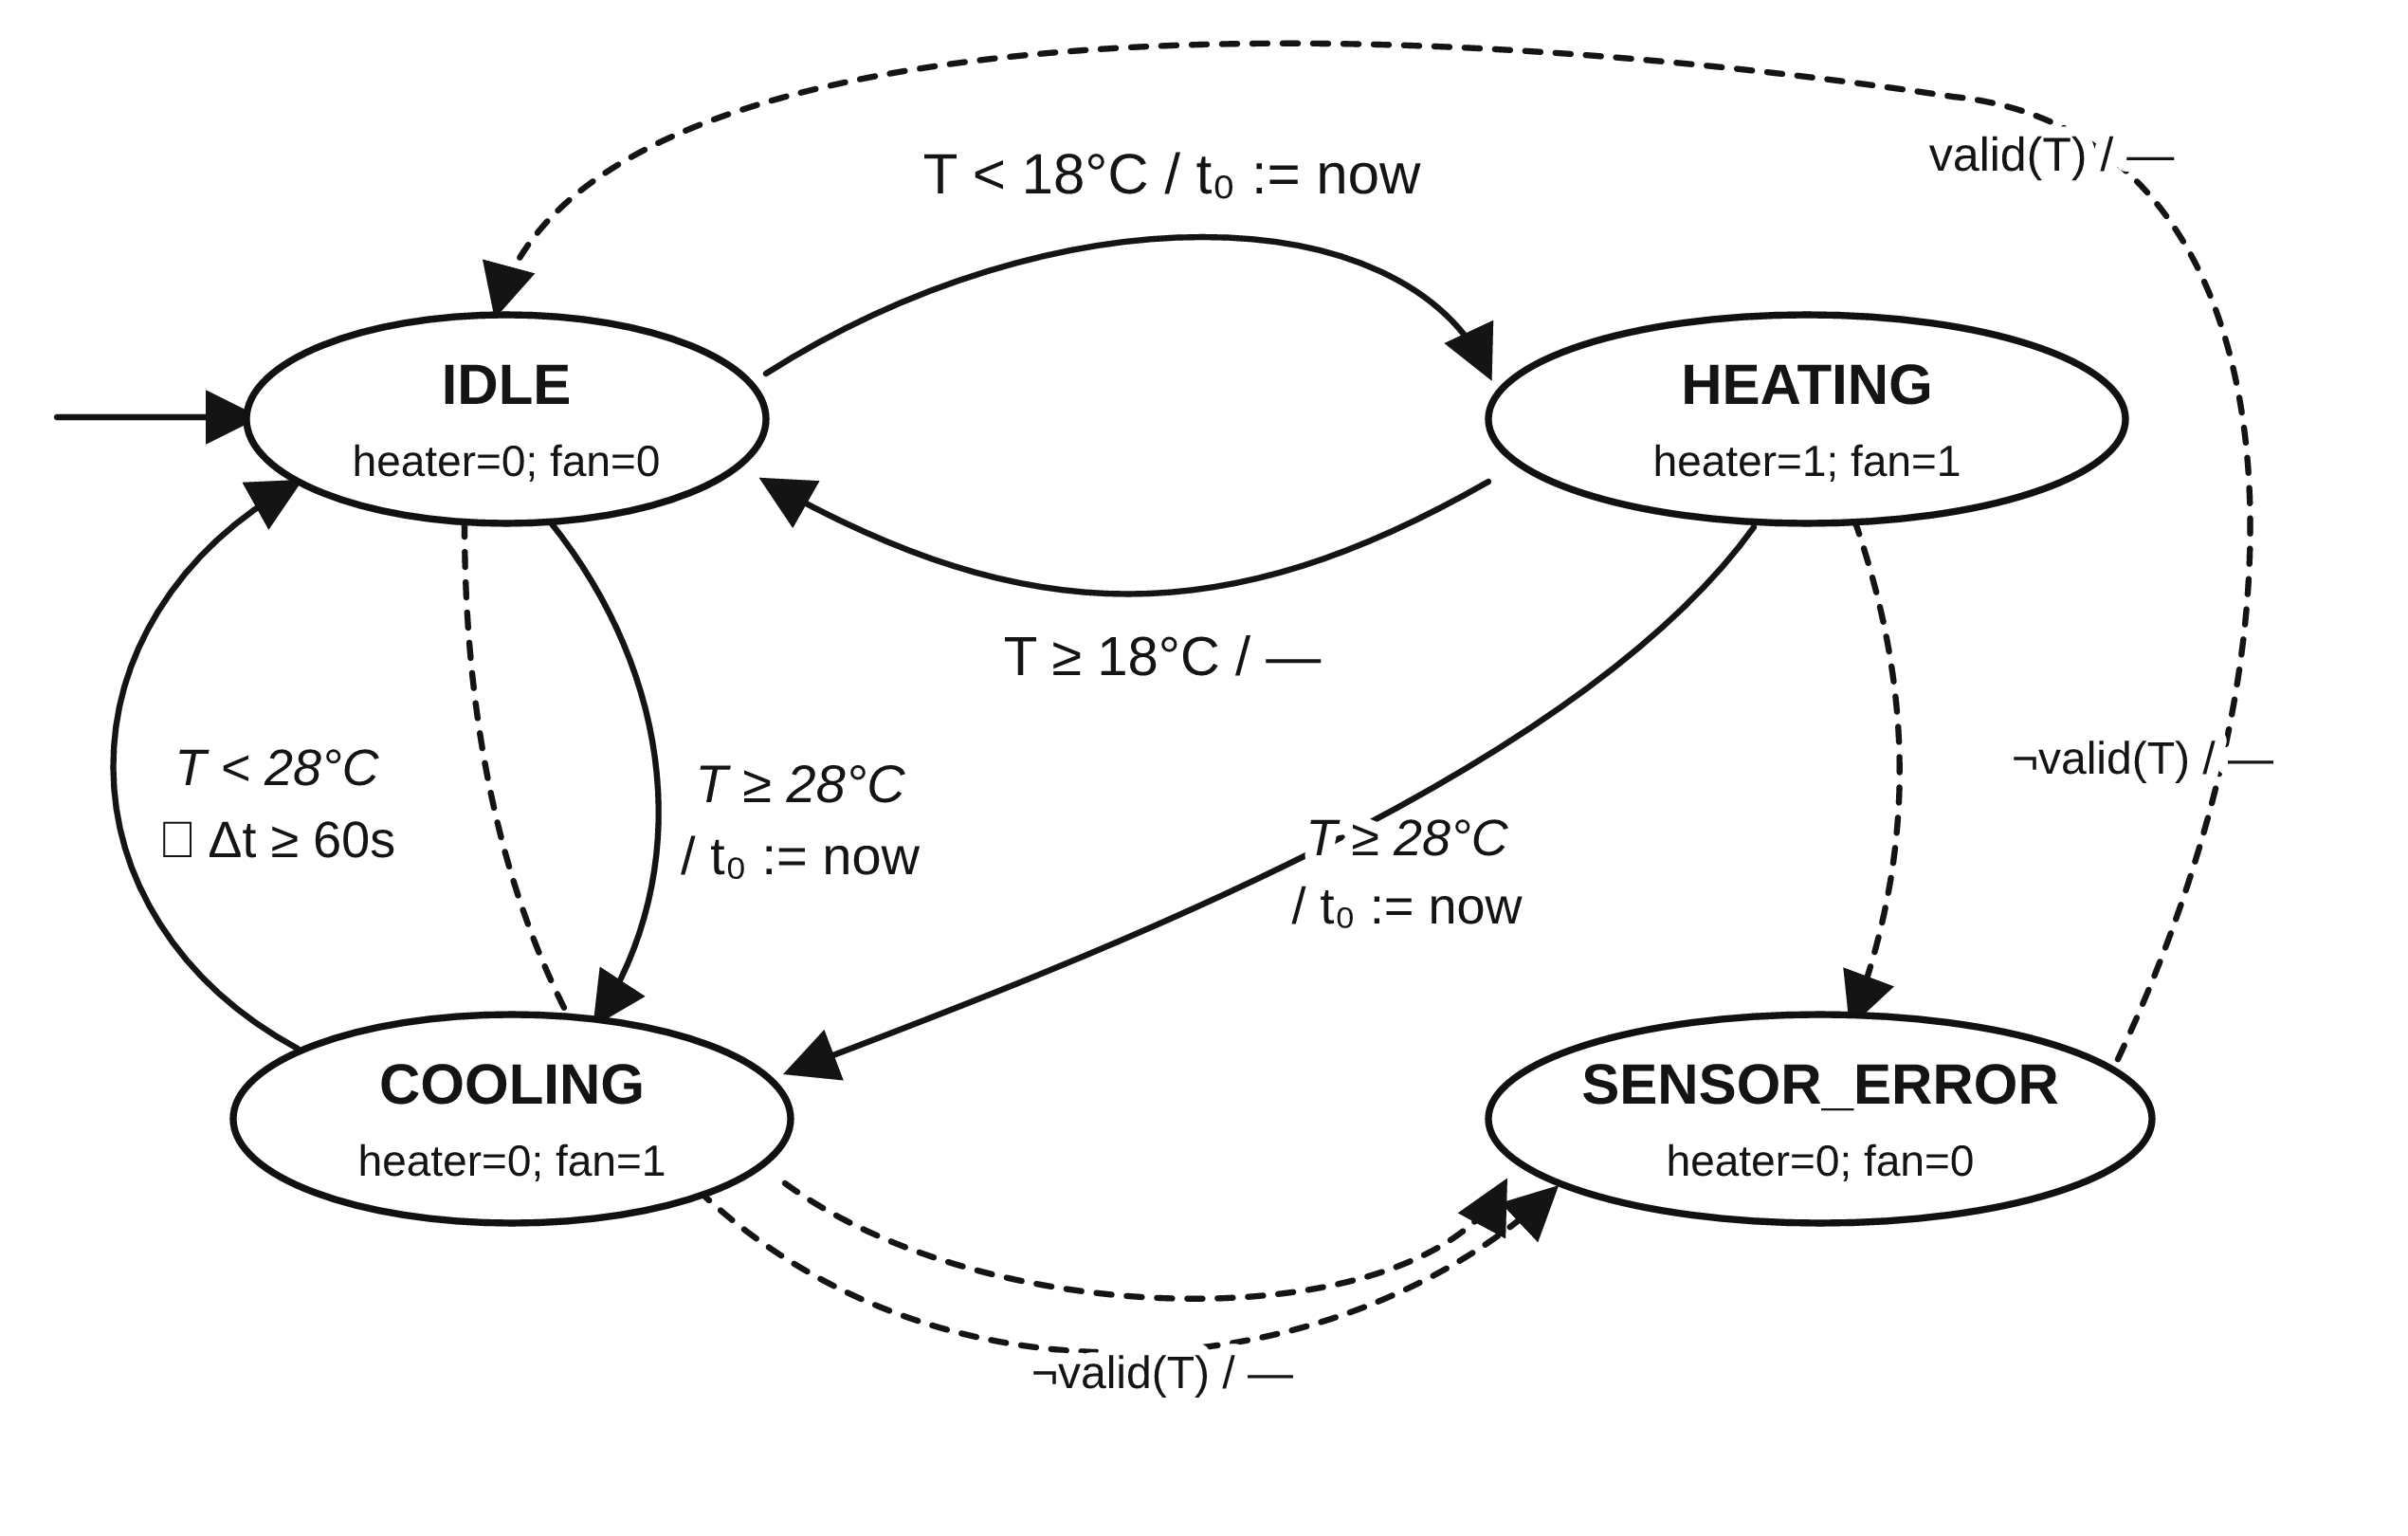 valid(T) / —
T < 18°C / t₀ := now
IDLE
heater=0; fan=0
HEATING
heater=1; fan=1
T ≥ 18°C / —
T < 28°C
□ Δt ≥ 60s
T ≥ 28°C
/ t₀ := now
T ≥ 28°C
/ t₀ := now
¬valid(T) / —
COOLING
heater=0; fan=1
SENSOR_ERROR
heater=0; fan=0
¬valid(T) / —